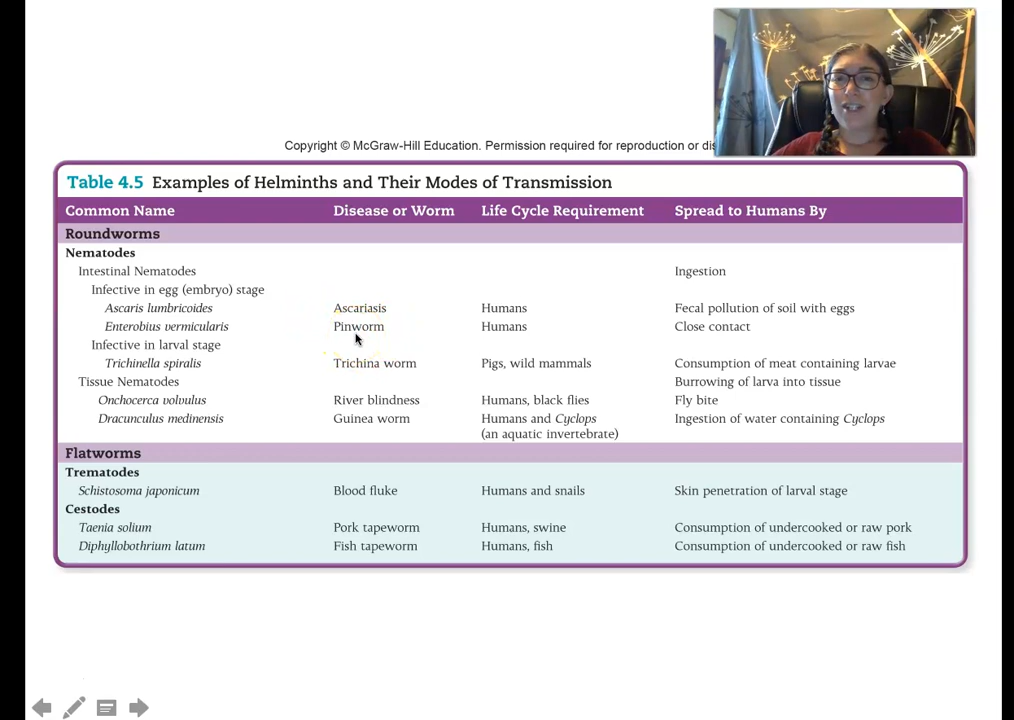 Copyright © McGraw-Hill Education. Permission required for reproduction or
Table 4.5 Examples of Helminths and Their Modes of Transmission
Common Name Disease or Worm Life Cycle Requirement Spread to Humans By
Roundworms
Nematodes
Intestinal Nematodes Ingestion
Infective in egg (embryo) stage
Ascaris lumbricoides Ascariasis Humans Fecal pollution of soil with eggs
Enterobius vermicularis Pinworm Humans Close contact
Infective in larval stage
Trichinella spiralis Trichina worm Pigs, wild mammals Consumption of meat containing larvae
Tissue Nematodes Burrowing of larva into tissue
Onchocerca volvulus River blindness Humans, black flies Fly bite
Dracunculus medinensis Guinea worm Humans and Cyclops Ingestion of water containing Cyclops
(an aquatic invertebrate)
Flatworms
Trematodes
Schistosoma japonicum Blood fluke Humans and snails Skin penetration of larval stage
Cestodes
Taenia solium Pork tapeworm Humans, swine Consumption of undercooked or raw pork
Diphyllobothrium latum Fish tapeworm Humans, fish Consumption of undercooked or raw fish